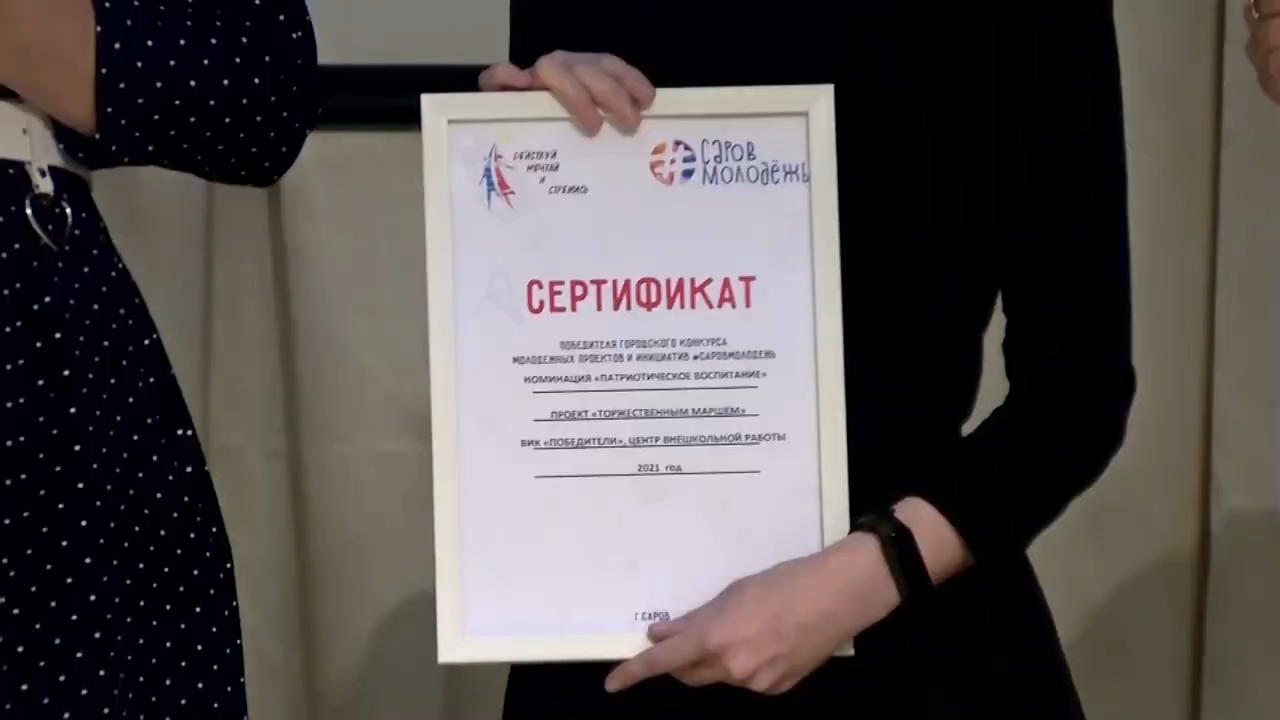 ДЕЙСТВУЙ
МЕЧТАЙ
И
СТРЕМИСЬ
САРОВ
МОЛОДЁЖЬ
СЕРТИФИКАТ
ПОБЕДИТЕЛЯ ГОРОДСКОГО КОНКУРСА
МОЛОДЕЖНЫХ ПРОЕКТОВ И ИНИЦИАТИВ #САРОВМОЛОДЕЖЬ
НОМИНАЦИЯ «ПАТРИОТИЧЕСКОЕ ВОСПИТАНИЕ»
ПРОЕКТ «ТОРЖЕСТВЕННЫМ МАРШЕМ»
ВИК «ПОБЕДИТЕЛИ», ЦЕНТР ВНЕШКОЛЬНОЙ РАБОТЫ
2021 год
Г.САРОВ